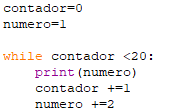 contador=0
numero=1
while contador <20:
    print(numero)
    contador +=1
    numero +=2